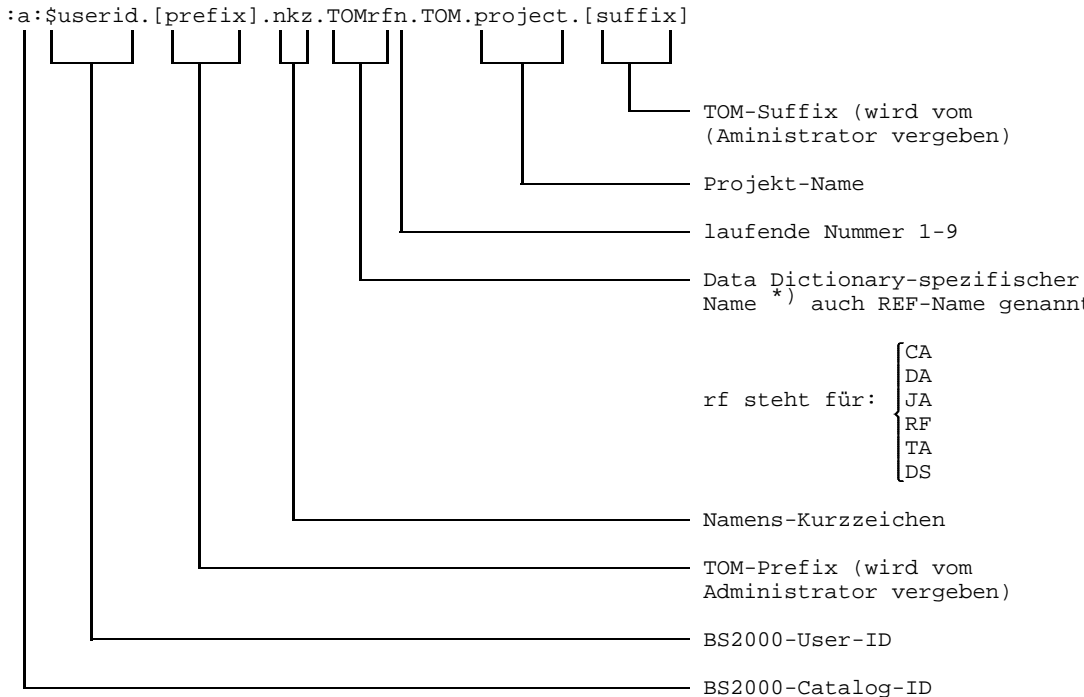 :a:$userid.[prefix].nkz.TOMrfn.TOM.project.[suffix]
TOM-Suffix (wird vom
(Aministrator vergeben)
Projekt-Name
laufende Nummer 1-9
Data Dictionary-spezifischer
Name *) auch REF-Name genannt
CA
DA
rf steht für: JA
RF
TA
DS
Namens-Kurzzeichen
TOM-Prefix (wird vom
Administrator vergeben)
BS2000-User-ID
BS2000-Catalog-ID